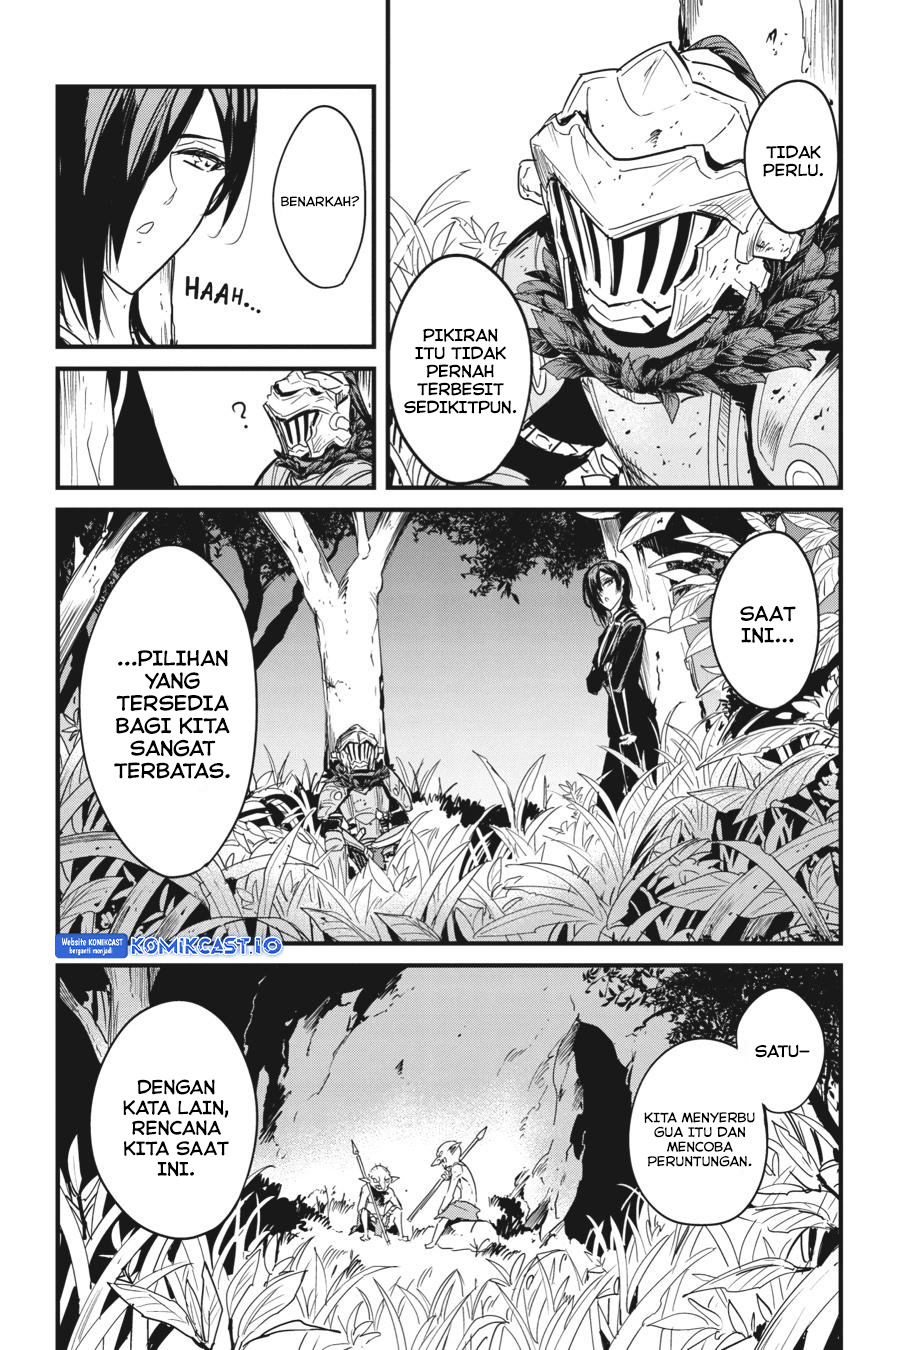 TIDAK
PERLU.
PIKIRAN
ITU TIDAK
PERNAH
TERBESIT
SEDIKITPUN.
BENARKAH?
HAAH...
?
SAAT
INI...
...PILIHAN
YANG
TERSEDIA
BAGI KITA
SANGAT
TERBATAS.
Website KOMIKCAST
berganti menjadi
KOMIKCAST.IO
SATU–
KITA MENYERBU
GUA ITU DAN
MENCOBA
PERUNTUNGAN.
DENGAN
KATA LAIN,
RENCANA
KITA SAAT
INI.